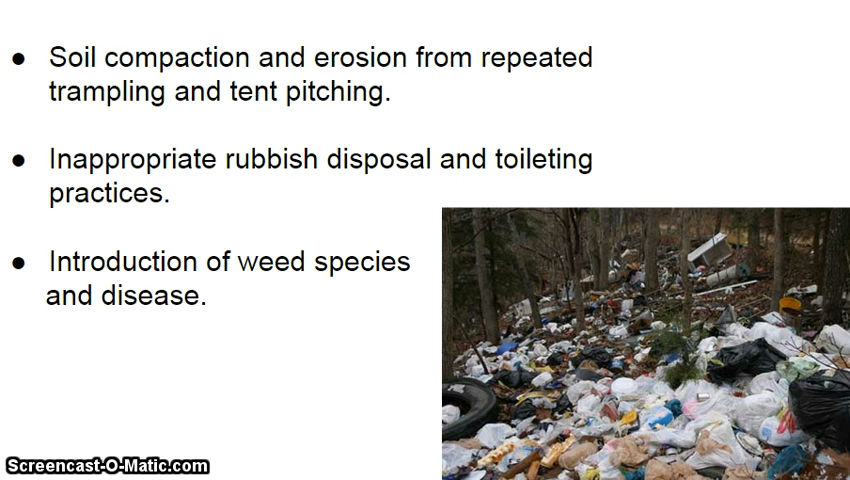 ● Soil compaction and erosion from repeated
trampling and tent pitching.
● Inappropriate rubbish disposal and toileting
practices.
● Introduction of weed species
and disease.
Screencast-O-Matic.com